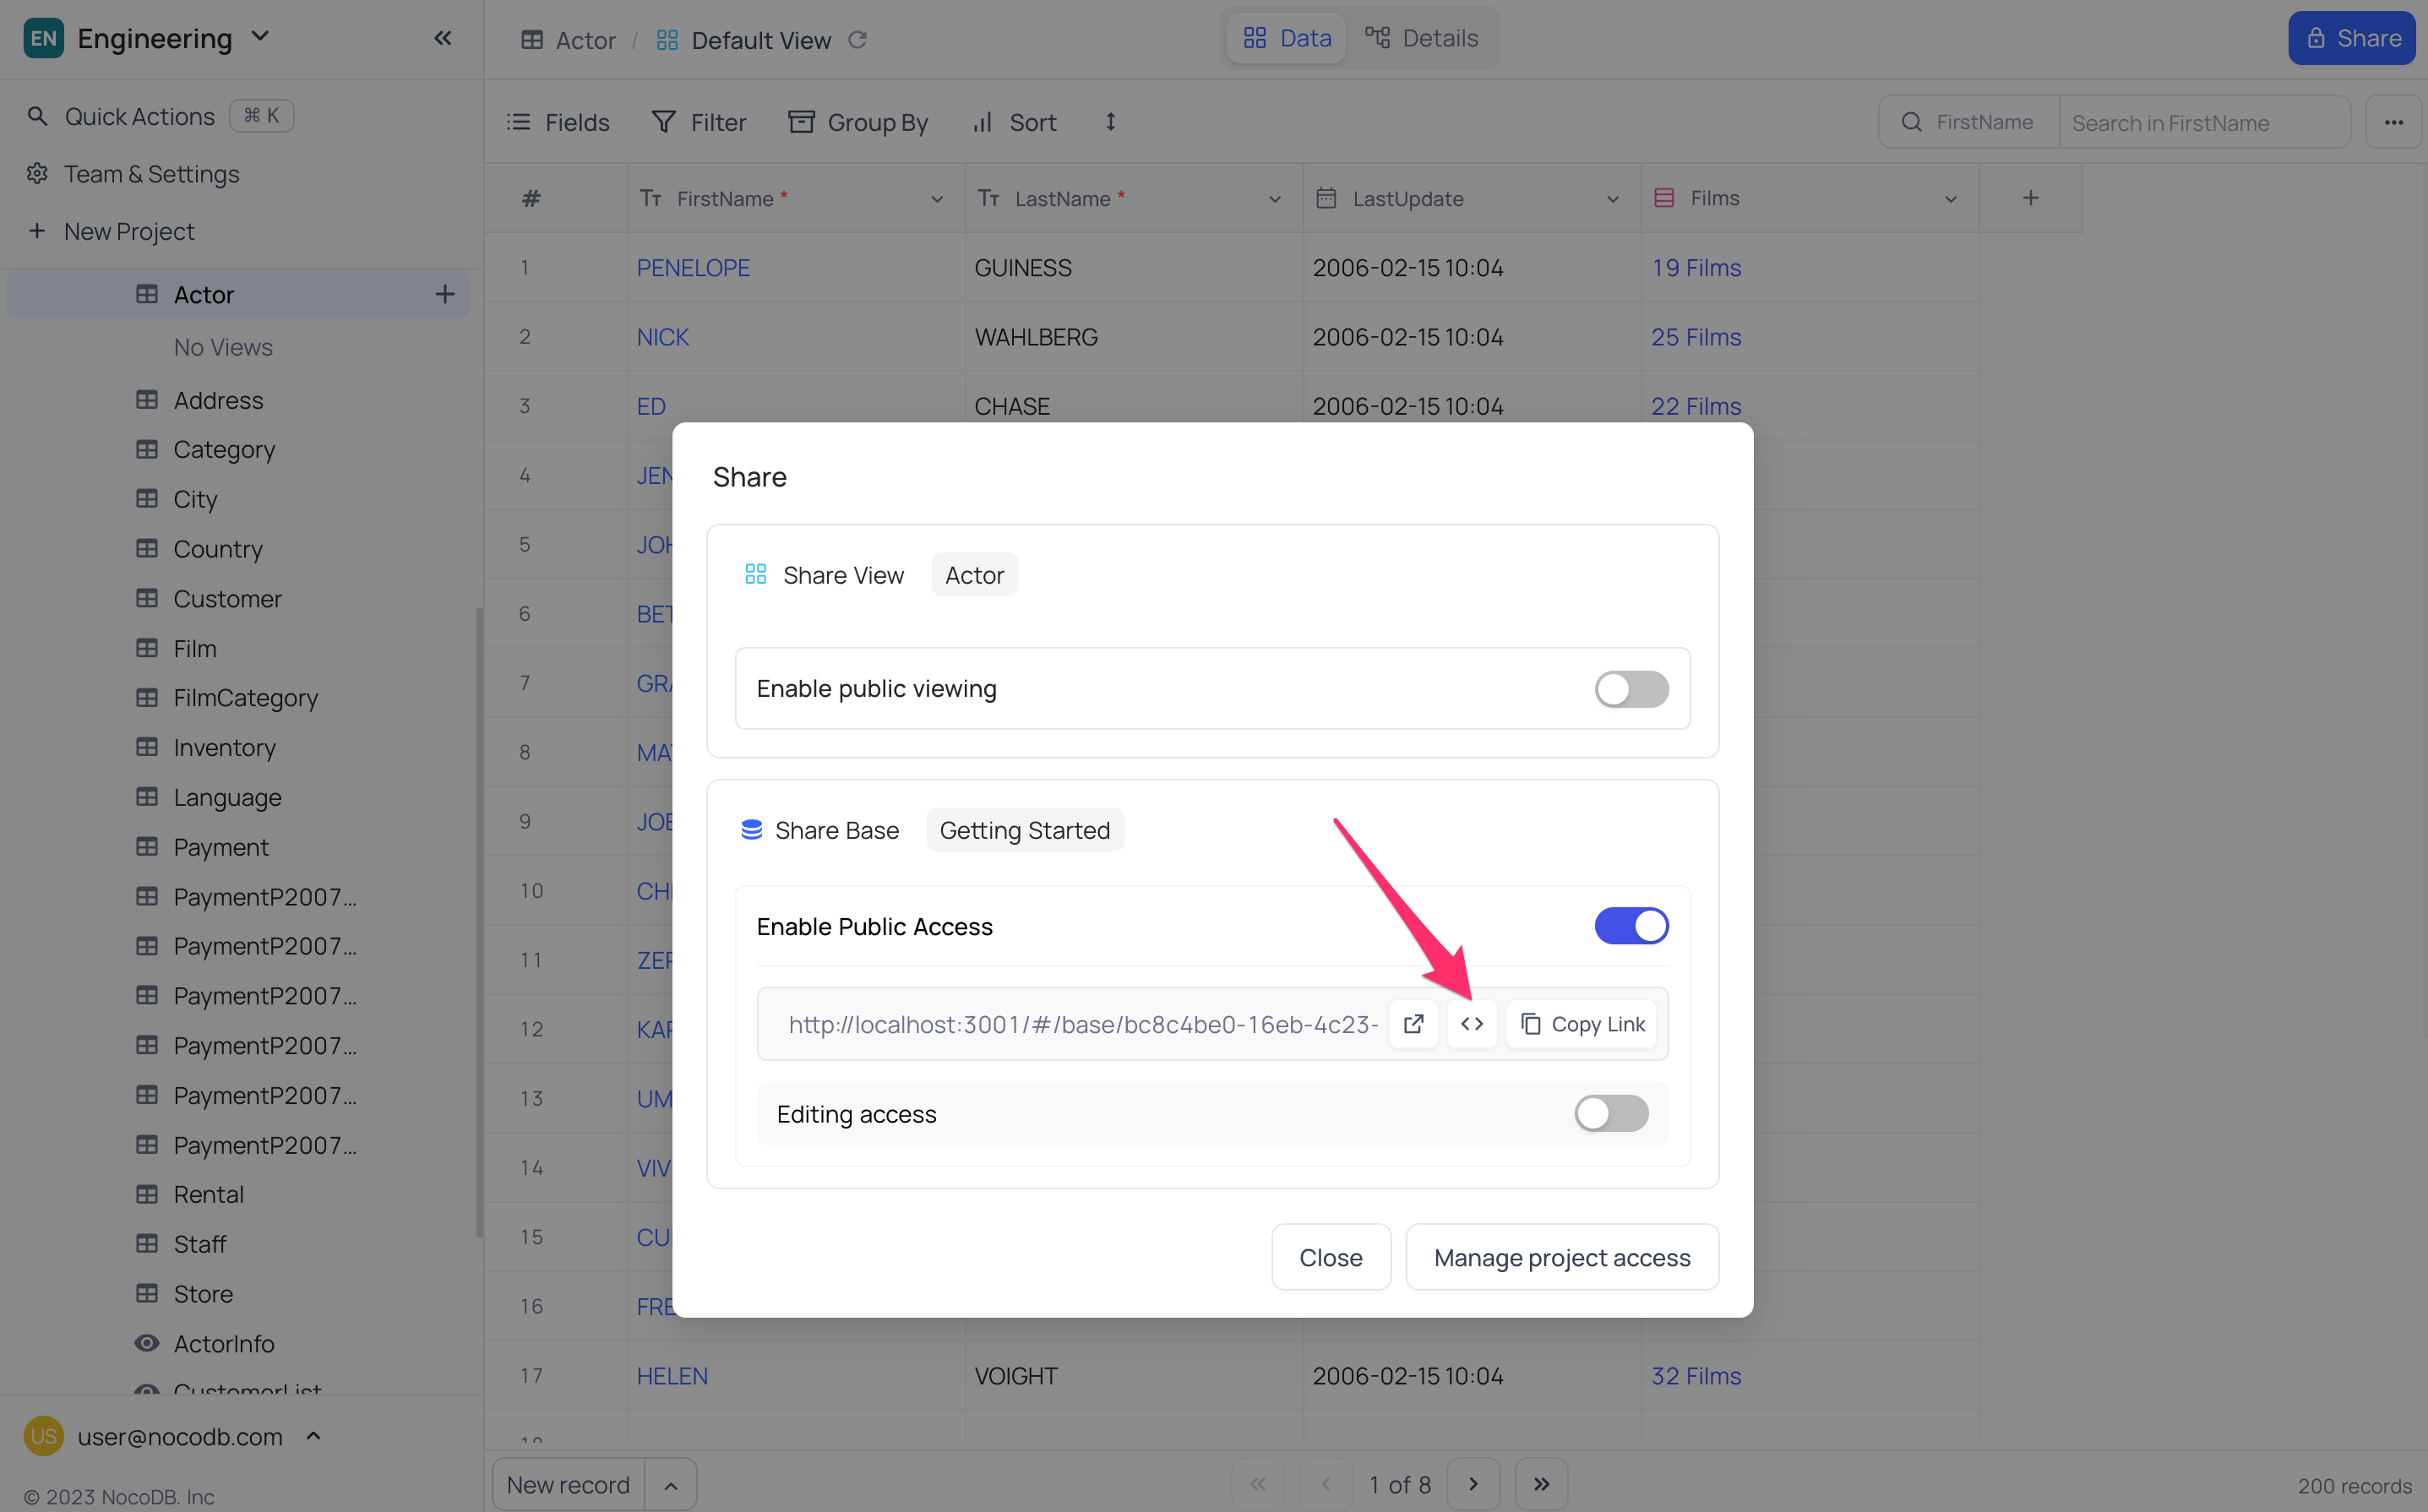 EN Engineering
Actor / Default View
Data Details
Share
Quick Actions ⌘ K
Team & Settings
New Project
Fields Filter Group By Sort
FirstName Search in FirstName
# FirstName * LastName * LastUpdate Films
1 PENELOPE GUINESS 2006-02-15 10:04 19 Films
2 NICK WAHLBERG 2006-02-15 10:04 25 Films
3 ED CHASE 2006-02-15 10:04 22 Films
4 JEN
5 JOH
6 BET
7 GRA
8 MAT
9 JOE
10 CHR
11 ZER
12 KAR
13 UM
14 VIV
15 CU
16 FRE
17 HELEN VOIGHT 2006-02-15 10:04 32 Films
18
Actor
No Views
Address
Category
City
Country
Customer
Film
FilmCategory
Inventory
Language
Payment
PaymentP2007...
PaymentP2007...
PaymentP2007...
PaymentP2007...
PaymentP2007...
PaymentP2007...
Rental
Staff
Store
ActorInfo
CustomerList
US user@nocodb.com
© 2023 NocoDB. Inc
Share
Share View Actor
Enable public viewing
Share Base Getting Started
Enable Public Access
http://localhost:3001/#/base/bc8c4be0-16eb-4c23-
Copy Link
Editing access
Close
Manage project access
New record
1 of 8
200 records